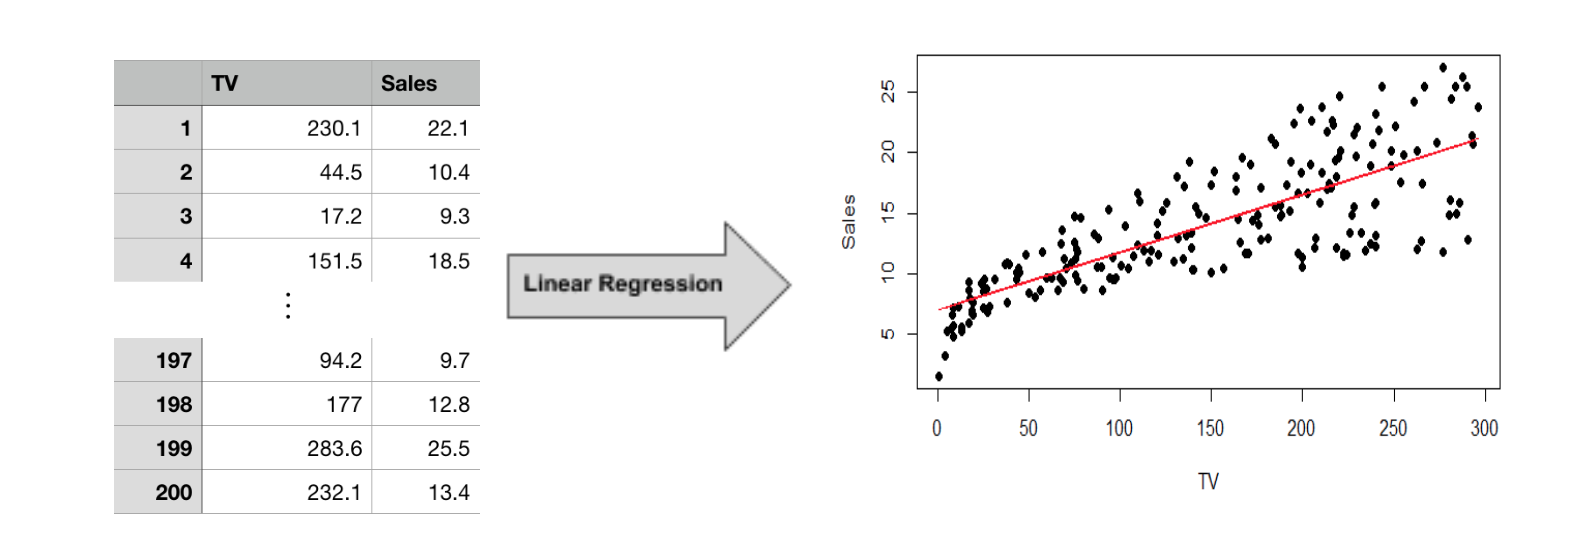 TV Sales
1 230.1 22.1
2 44.5 10.4
3 17.2 9.3
4 151.5 18.5
⋮
197 94.2 9.7
198 177 12.8
199 283.6 25.5
200 232.1 13.4
Linear Regression
Sales
25
20
15
10
5
0 50 100 150 200 250 300
TV